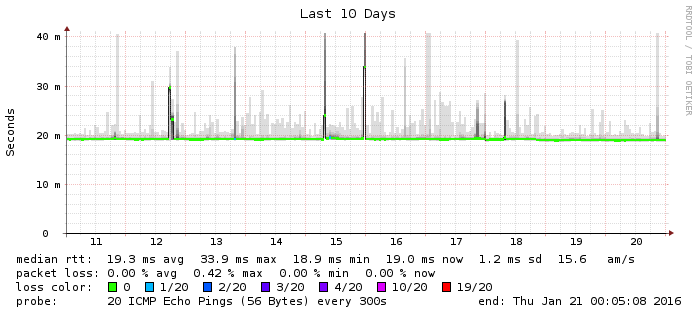 Last 10 Days
RRDTOOL / TOBI OETIKER
Seconds
40 m
30 m
20 m
10 m
0
11 12 13 14 15 16 17 18 19 20
median rtt: 19.3 ms avg 33.9 ms max 18.9 ms min 19.0 ms now 1.2 ms sd 15.6 am/s
packet loss: 0.00 % avg 0.42 % max 0.00 % min 0.00 % now
loss color: 0 1/20 2/20 3/20 4/20 10/20 19/20
probe: 20 ICMP Echo Pings (56 Bytes) every 300s end: Thu Jan 21 00:05:08 2016